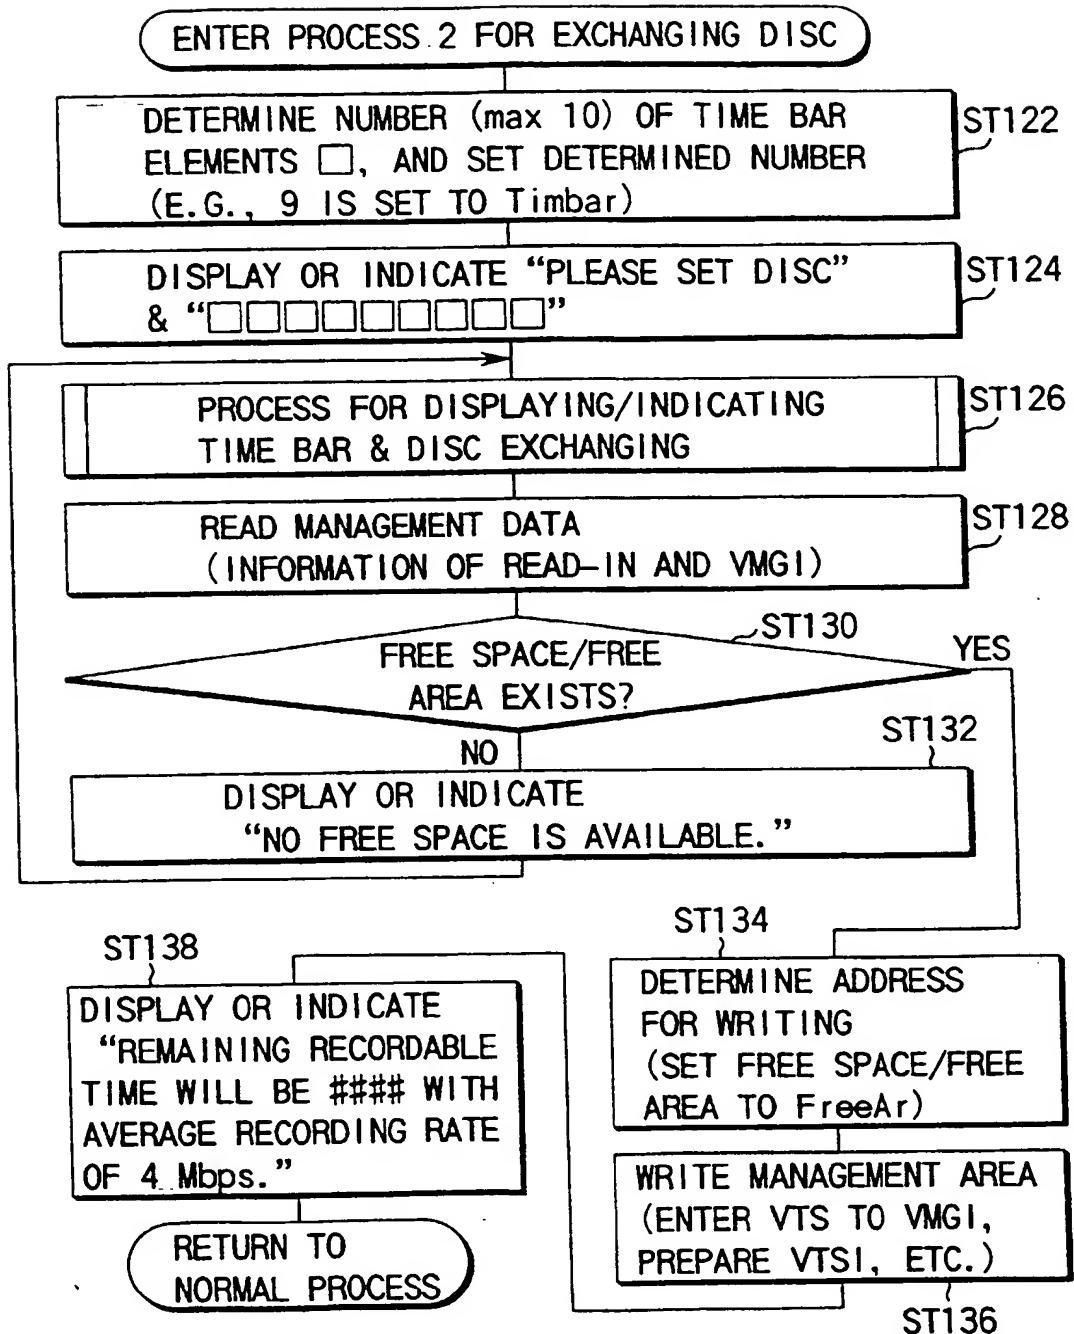 ENTER PROCESS 2 FOR EXCHANGING DISC
DETERMINE NUMBER (max 10) OF TIME BAR
ELEMENTS □, AND SET DETERMINED NUMBER
(E.G., 9 IS SET TO Timbar)
ST122
DISPLAY OR INDICATE “PLEASE SET DISC”
& “□□□□□□□□□”
ST124
PROCESS FOR DISPLAYING/INDICATING
TIME BAR & DISC EXCHANGING
ST126
READ MANAGEMENT DATA
(INFORMATION OF READ-IN AND VMGI)
ST128
ST130
FREE SPACE/FREE
AREA EXISTS?
YES
NO
ST132
DISPLAY OR INDICATE
“NO FREE SPACE IS AVAILABLE.”
ST134
DETERMINE ADDRESS
FOR WRITING
(SET FREE SPACE/FREE
AREA TO FreeAr)
WRITE MANAGEMENT AREA
(ENTER VTS TO VMGI,
PREPARE VTSI, ETC.)
ST136
ST138
DISPLAY OR INDICATE
“REMAINING RECORDABLE
TIME WILL BE #### WITH
AVERAGE RECORDING RATE
OF 4 Mbps.”
RETURN TO
NORMAL PROCESS